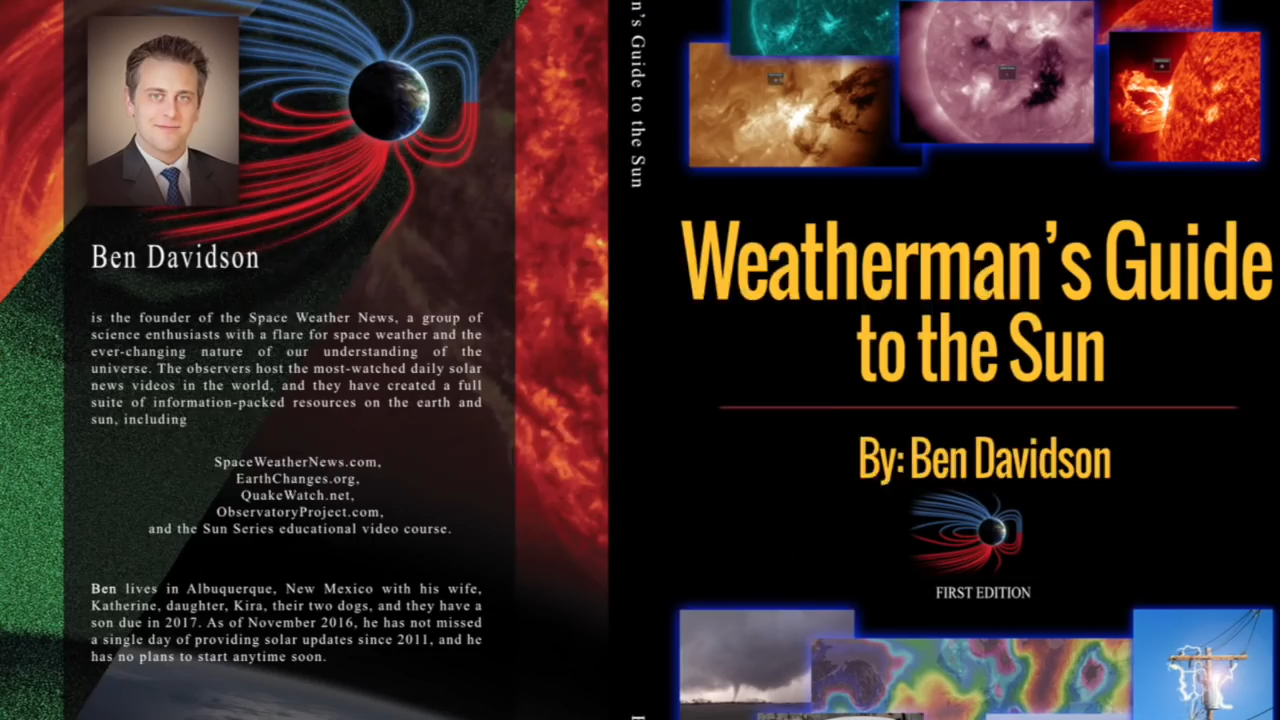 Ben Davidson
is the founder of the Space Weather News, a group of
science enthusiasts with a flare for space weather and the
ever-changing nature of our understanding of the
universe. The observers host the most-watched daily solar
news videos in the world, and they have created a full
suite of information-packed resources on the earth and
sun, including
SpaceWeatherNews.com,
EarthChanges.org,
QuakeWatch.net,
ObservatoryProject.com,
and the Sun Series educational video course.
Ben lives in Albuquerque, New Mexico with his wife,
Katherine, daughter, Kira, their two dogs, and they have a
son due in 2017. As of November 2016, he has not missed
a single day of providing solar updates since 2011, and he
has no plans to start anytime soon.
n's Guide to the Sun
Weatherman's Guide
to the Sun
By: Ben Davidson
FIRST EDITION